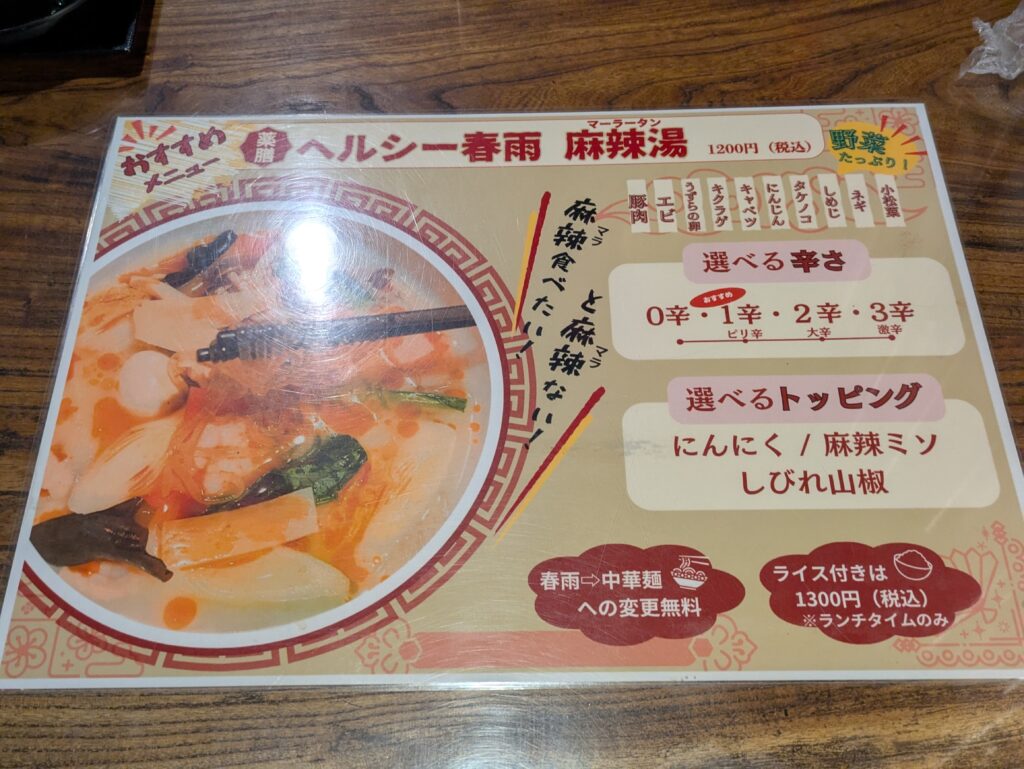 おすすめ
メニュー
薬膳 ヘルシー春雨 麻辣湯 1200円（税込）
マーラータン
野菜
たっぷり！
小松菜
ネギ
しめじ
タケノコ
にんじん
キャベツ
キクラゲ
うずらの卵
エビ
豚肉
麻辣食べたい！
マラ
と麻辣ない！
マラ
選べる辛さ
おすすめ
0辛・1辛・2辛・3辛
ピリ辛 大辛 激辛
選べるトッピング
にんにく / 麻辣ミソ
しびれ山椒
春雨⇨中華麺
への変更無料
ライス付きは
1300円（税込）
※ランチタイムのみ